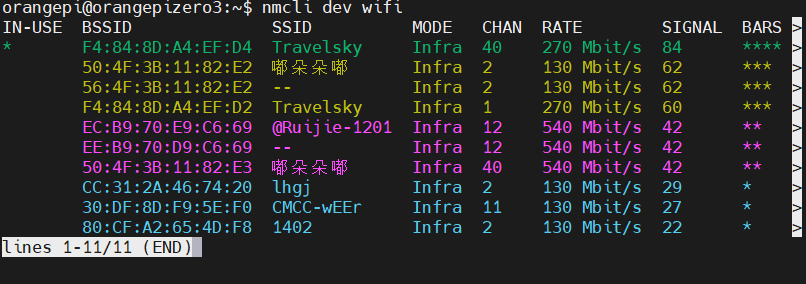 orangepi@orangepizero3:~$ nmcli dev wifi
IN-USE  BSSID              SSID          MODE   CHAN  RATE        SIGNAL  BARS  >
*       F4:84:8D:A4:EF:D4  Travelsky     Infra  40    270 Mbit/s  84      ****  >
        50:4F:3B:11:82:E2  嘟朵朵嘟      Infra  2     130 Mbit/s  62      ***   >
        56:4F:3B:11:82:E2  --            Infra  2     130 Mbit/s  62      ***   >
        F4:84:8D:A4:EF:D2  Travelsky     Infra  1     270 Mbit/s  60      ***   >
        EC:B9:70:E9:C6:69  @Ruijie-1201  Infra  12    540 Mbit/s  42      **    >
        EE:B9:70:D9:C6:69  --            Infra  12    540 Mbit/s  42      **    >
        50:4F:3B:11:82:E3  嘟朵朵嘟      Infra  40    540 Mbit/s  42      **    >
        CC:31:2A:46:74:20  lhgj          Infra  2     130 Mbit/s  29      *     >
        30:DF:8D:F9:5E:F0  CMCC-wEEr     Infra  11    130 Mbit/s  27      *     >
        80:CF:A2:65:4D:F8  1402          Infra  2     130 Mbit/s  22      *     >
lines 1-11/11 (END)